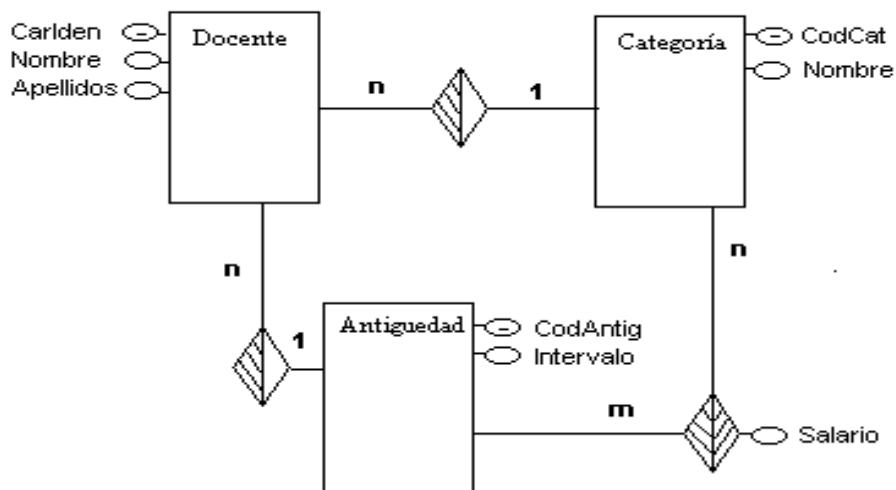 CarIden
Nombre
Apellidos
Docente
n
1
Categoría
CodCat
Nombre
n
n
1
Antiguedad
CodAntig
Intervalo
m
Salario